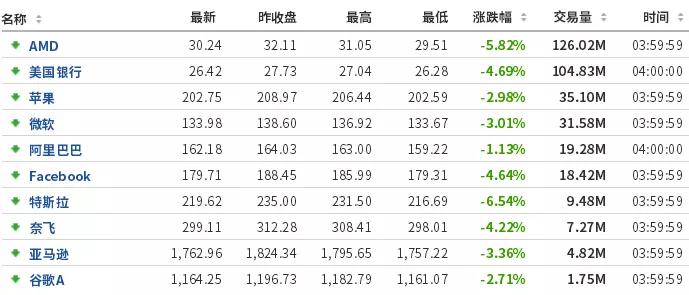 名称 最新 昨收盘 最高 最低 涨跌幅 交易量 时间
AMD 30.24 32.11 31.05 29.51 -5.82% 126.02M 03:59:59
美国银行 26.42 27.73 27.04 26.28 -4.69% 104.83M 04:00:00
苹果 202.75 208.97 206.44 202.59 -2.98% 35.10M 03:59:59
微软 133.98 138.60 136.92 133.67 -3.01% 31.58M 03:59:59
阿里巴巴 162.18 164.03 163.00 159.22 -1.13% 19.28M 04:00:00
Facebook 179.71 188.45 185.99 179.31 -4.64% 18.42M 03:59:59
特斯拉 219.62 235.00 231.50 216.69 -6.54% 9.48M 03:59:59
奈飞 299.11 312.28 308.41 298.01 -4.22% 7.27M 03:59:59
亚马逊 1,762.96 1,824.34 1,795.65 1,757.22 -3.36% 4.82M 03:59:59
谷歌A 1,164.25 1,196.73 1,182.79 1,161.07 -2.71% 1.75M 03:59:59